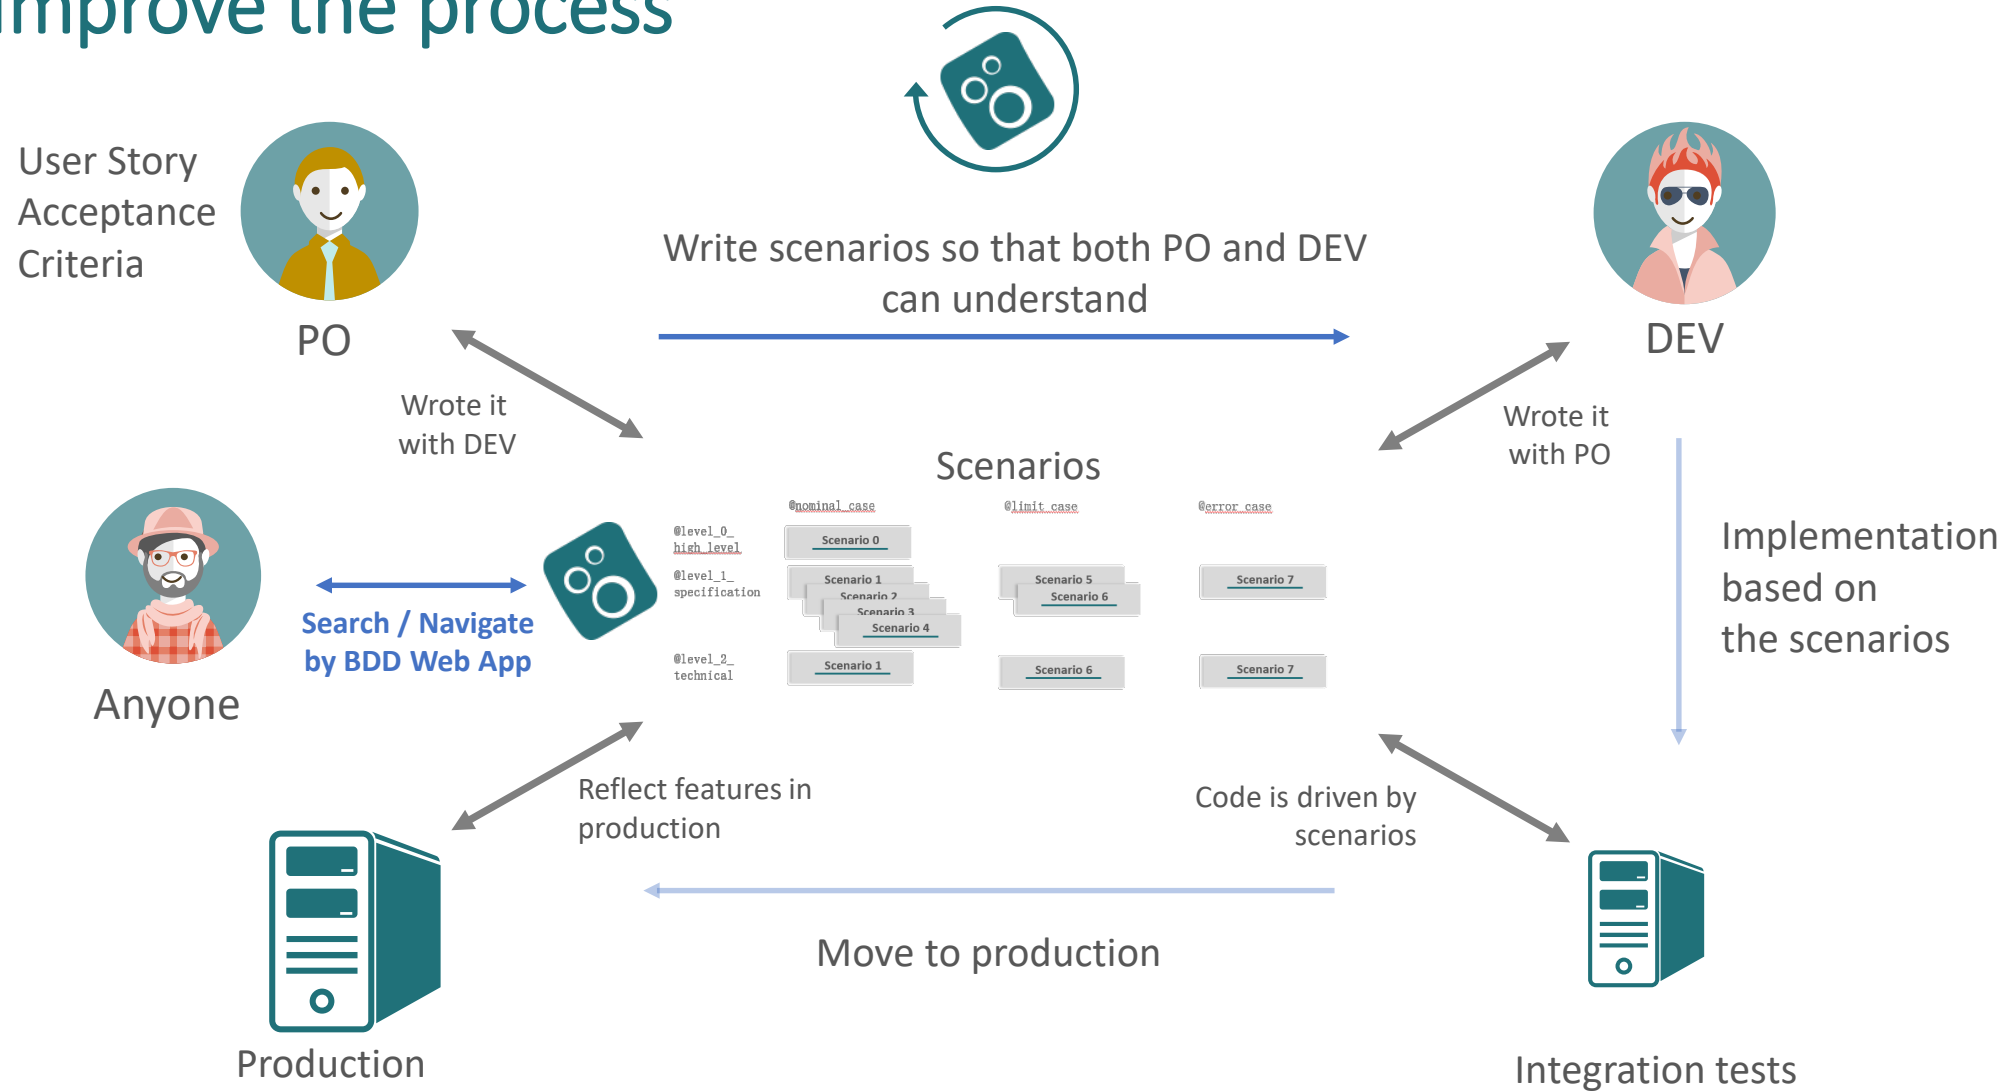 Improve the process
User Story
Acceptance
Criteria
PO
Write scenarios so that both PO and DEV
can understand
DEV
Wrote it
with DEV
Wrote it
with PO
Scenarios
@nominal_case
@limit_case
@error_case
@level_0_
high_level
Scenario 0
@level_1_
specification
Scenario 1
Scenario 2
Scenario 3
Scenario 4
Scenario 5
Scenario 6
Scenario 7
@level_2_
technical
Scenario 1
Scenario 6
Scenario 7
Anyone
Search / Navigate
by BDD Web App
Implementation
based on
the scenarios
Reflect features in
production
Code is driven by
scenarios
Move to production
Production
Integration tests